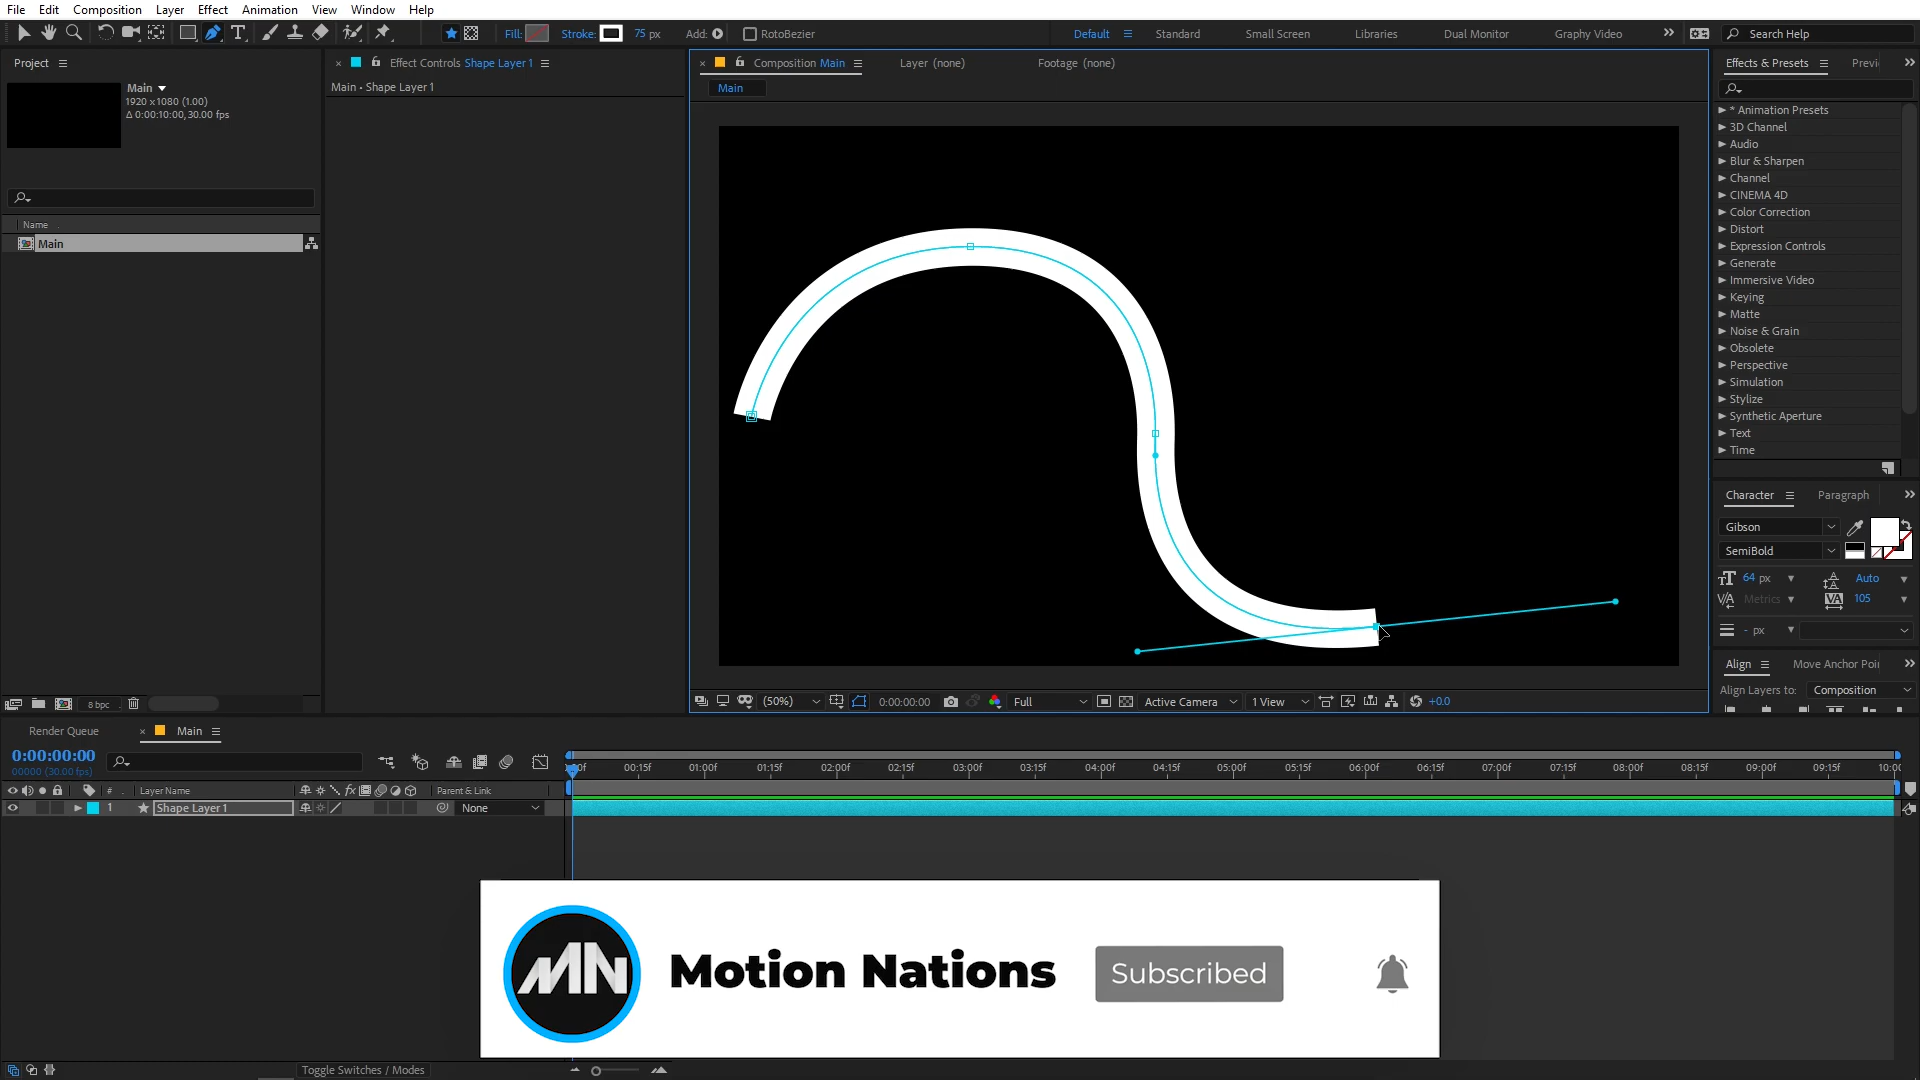 File Edit Composition Layer Effect Animation View Window Help
Fill: Stroke: 75 px Add: RotoBezier Default Standard Small Screen Libraries Dual Monitor Graphy Video Search Help
Project
Main
1920 x 1080 (1.00)
Δ 0:00:10:00, 30.00 fps
Name
Main
8 bpc
Effect Controls Shape Layer 1
Main • Shape Layer 1
Composition Main Layer (none) Footage (none)
Main
(50%) 0:00:00:00 Full Active Camera 1 View +0.0
Effects & Presets Previ
* Animation Presets
3D Channel
Audio
Blur & Sharpen
Channel
CINEMA 4D
Color Correction
Distort
Expression Controls
Generate
Immersive Video
Keying
Matte
Noise & Grain
Obsolete
Perspective
Simulation
Stylize
Synthetic Aperture
Text
Time
Character Paragraph
Gibson
SemiBold
64 px Auto
Metrics 105
- px
Align Move Anchor Poi
Align Layers to: Composition
Render Queue Main
0:00:00:00
00000 (30.00 fps)
00:15f 01:00f 01:15f 02:00f 02:15f 03:00f 03:15f 04:00f 04:15f 05:00f 05:15f 06:00f 06:15f 07:00f 07:15f 08:00f 08:15f 09:00f 09:15f 10:00
# Layer Name Parent & Link
1 Shape Layer 1 None
MN Motion Nations Subscribed
Toggle Switches / Modes